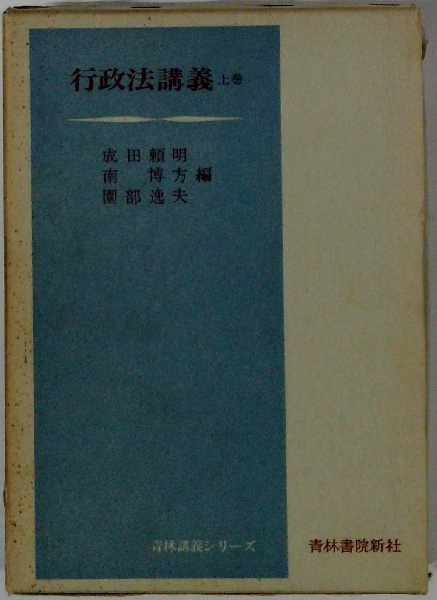 行政法講義 上巻
成田頼明
南 博方 編
園部逸夫
青林講義シリーズ
青林書院新社